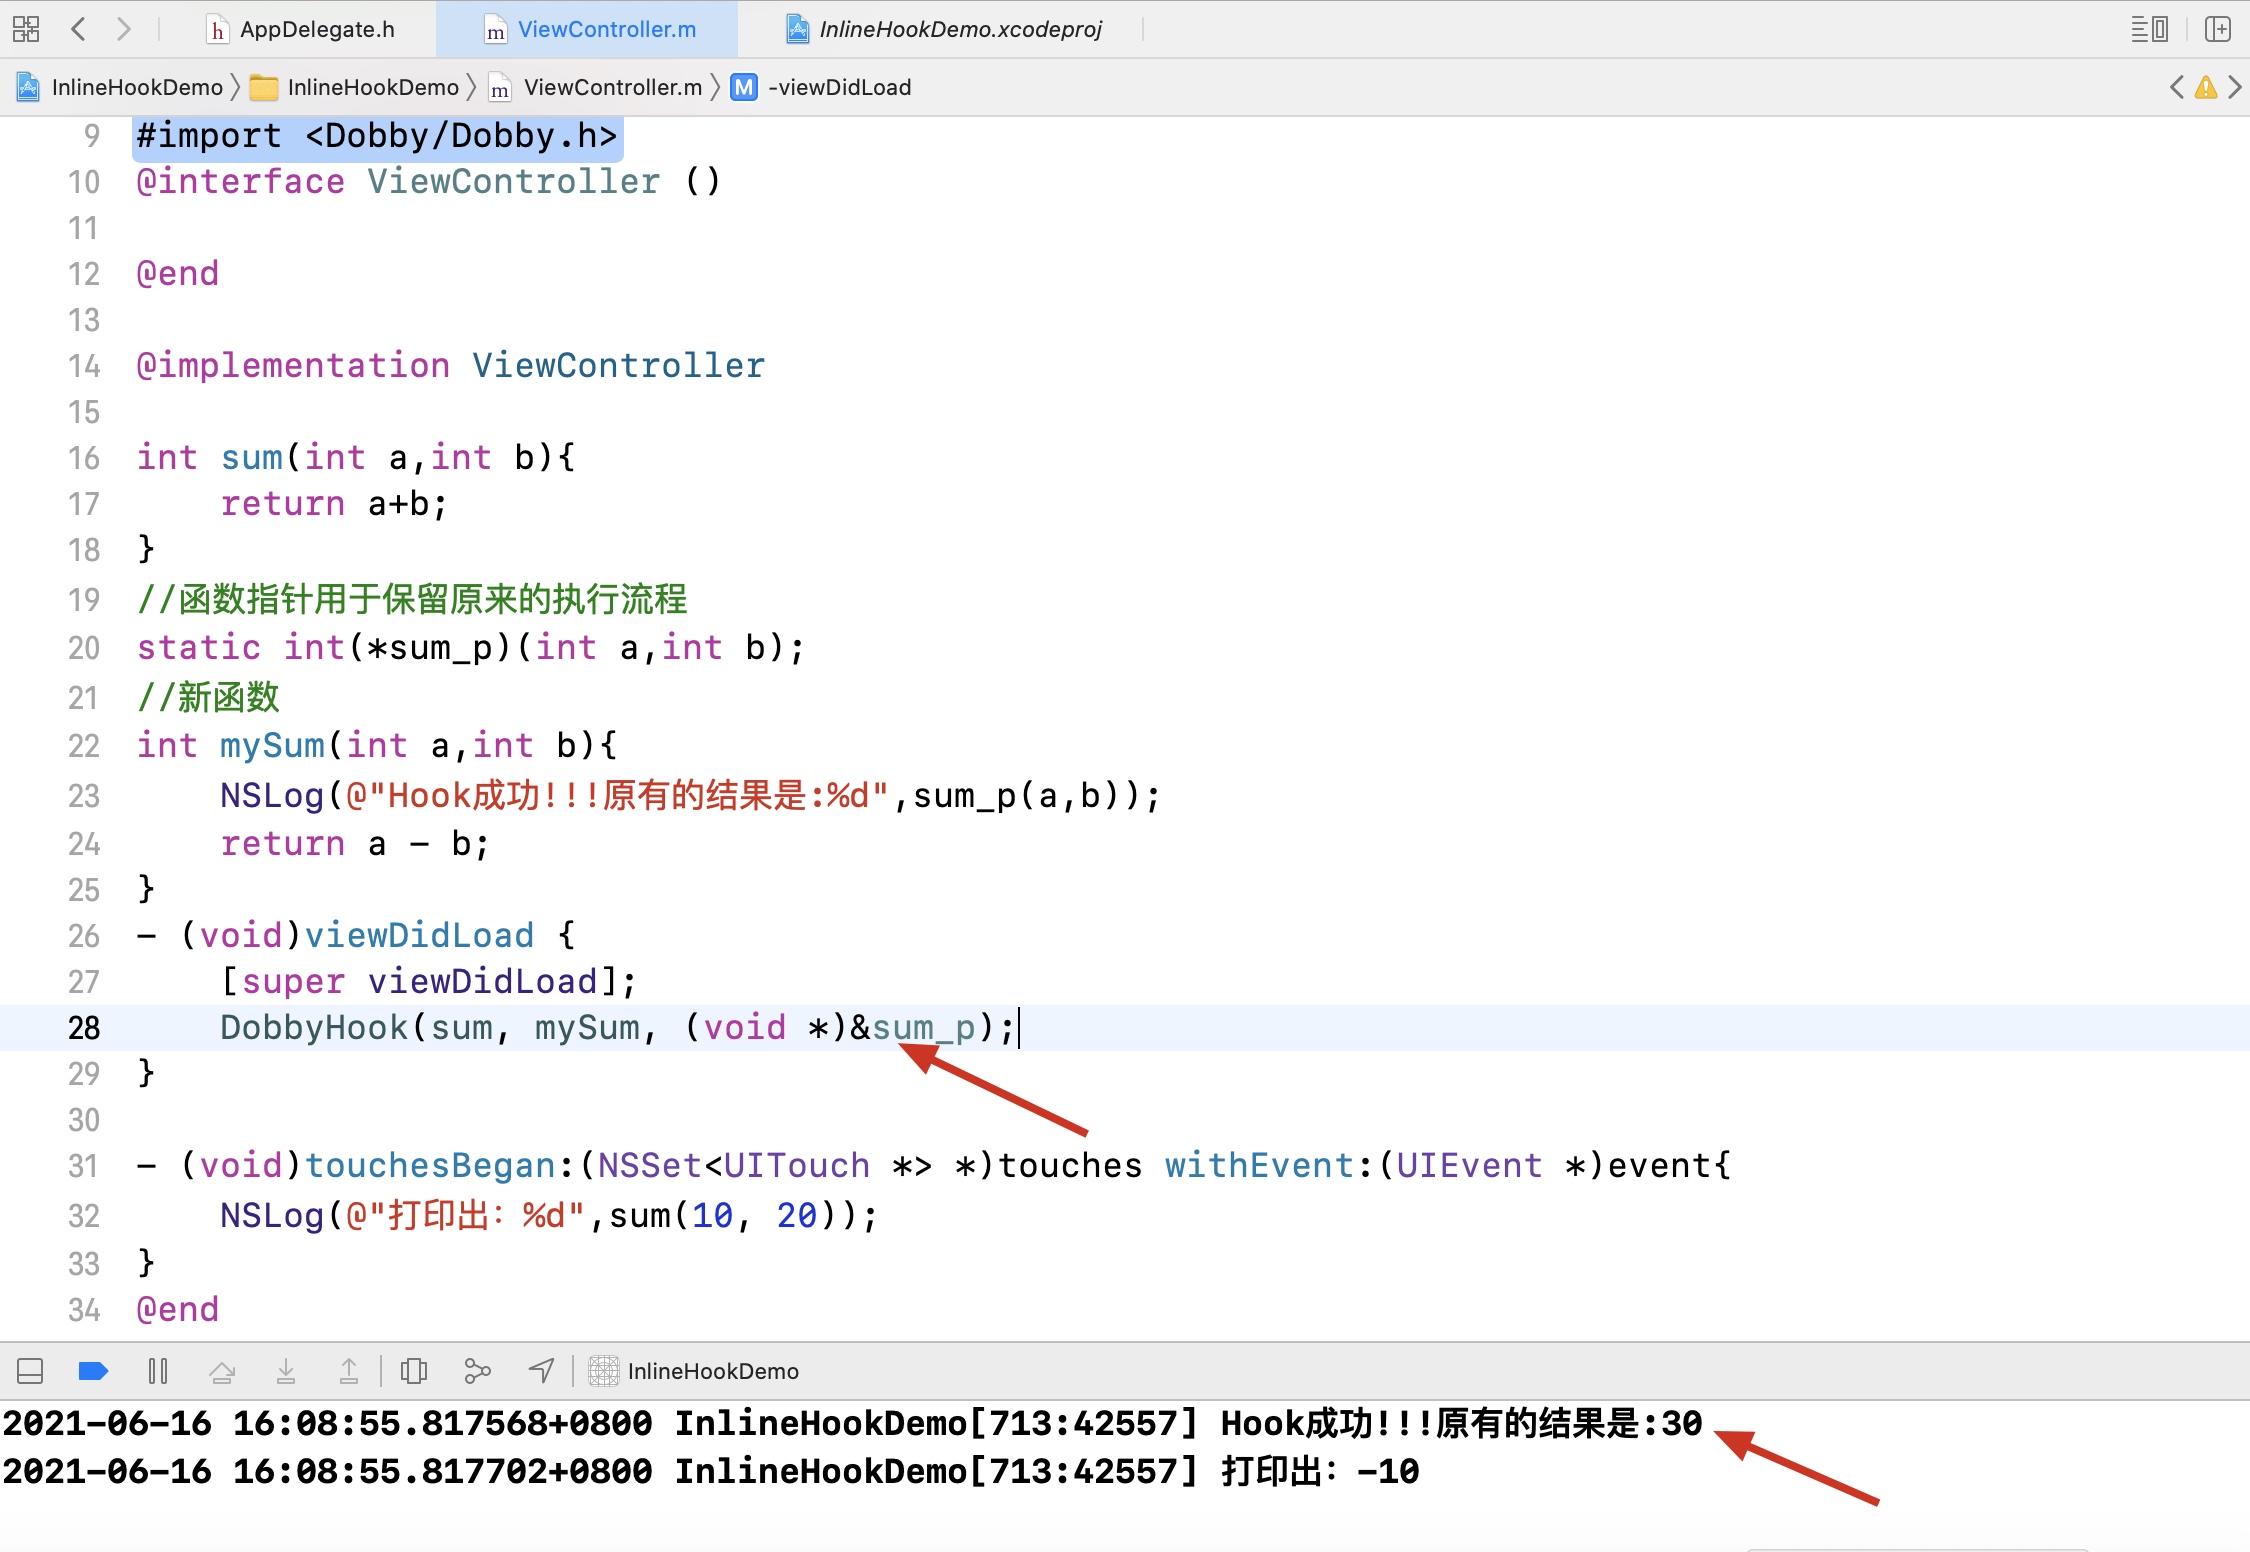 AppDelegate.h ViewController.m InlineHookDemo.xcodeproj
InlineHookDemo InlineHookDemo ViewController.m M -viewDidLoad
9 #import <Dobby/Dobby.h>
10 @interface ViewController ()
11
12 @end
13
14 @implementation ViewController
15
16 int sum(int a,int b){
17     return a+b;
18 }
19 //函数指针用于保留原来的执行流程
20 static int(*sum_p)(int a,int b);
21 //新函数
22 int mySum(int a,int b){
23     NSLog(@"Hook成功!!!原有的结果是:%d",sum_p(a,b));
24     return a - b;
25 }
26 - (void)viewDidLoad {
27     [super viewDidLoad];
28     DobbyHook(sum, mySum, (void *)&sum_p);
29 }
30
31 - (void)touchesBegan:(NSSet<UITouch *> *)touches withEvent:(UIEvent *)event{
32     NSLog(@"打印出：%d",sum(10, 20));
33 }
34 @end
InlineHookDemo
2021-06-16 16:08:55.817568+0800 InlineHookDemo[713:42557] Hook成功!!!原有的结果是:30
2021-06-16 16:08:55.817702+0800 InlineHookDemo[713:42557] 打印出：-10